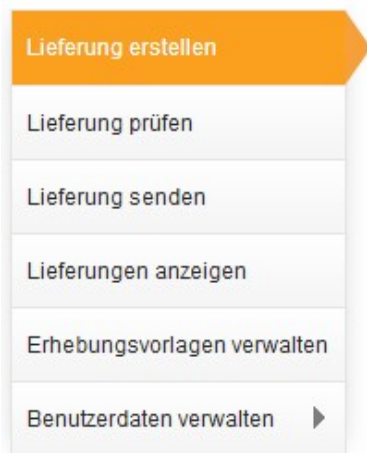 Lieferung erstellen
Lieferung prüfen
Lieferung senden
Lieferungen anzeigen
Erhebungsvorlagen verwalten
Benutzerdaten verwalten